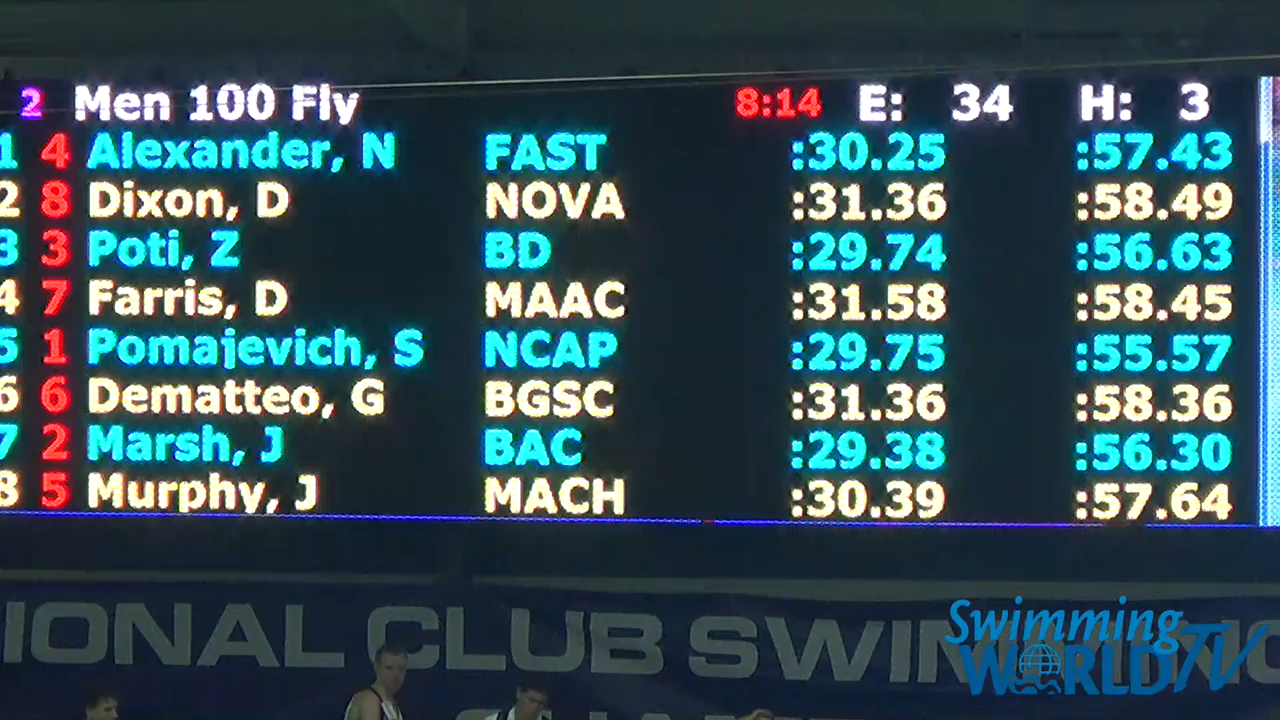 2 Men 100 Fly 8:14 E: 34 H: 3
1 4 Alexander, N FAST :30.25 :57.43
2 8 Dixon, D NOVA :31.36 :58.49
3 3 Poti, Z BD :29.74 :56.63
4 7 Farris, D MAAC :31.58 :58.45
5 1 Pomajevich, S NCAP :29.75 :55.57
6 6 Dematteo, G BGSC :31.36 :58.36
7 2 Marsh, J BAC :29.38 :56.30
8 5 Murphy, J MACH :30.39 :57.64
IONAL CLUB SWIMMING
Swimming
WORLD TV